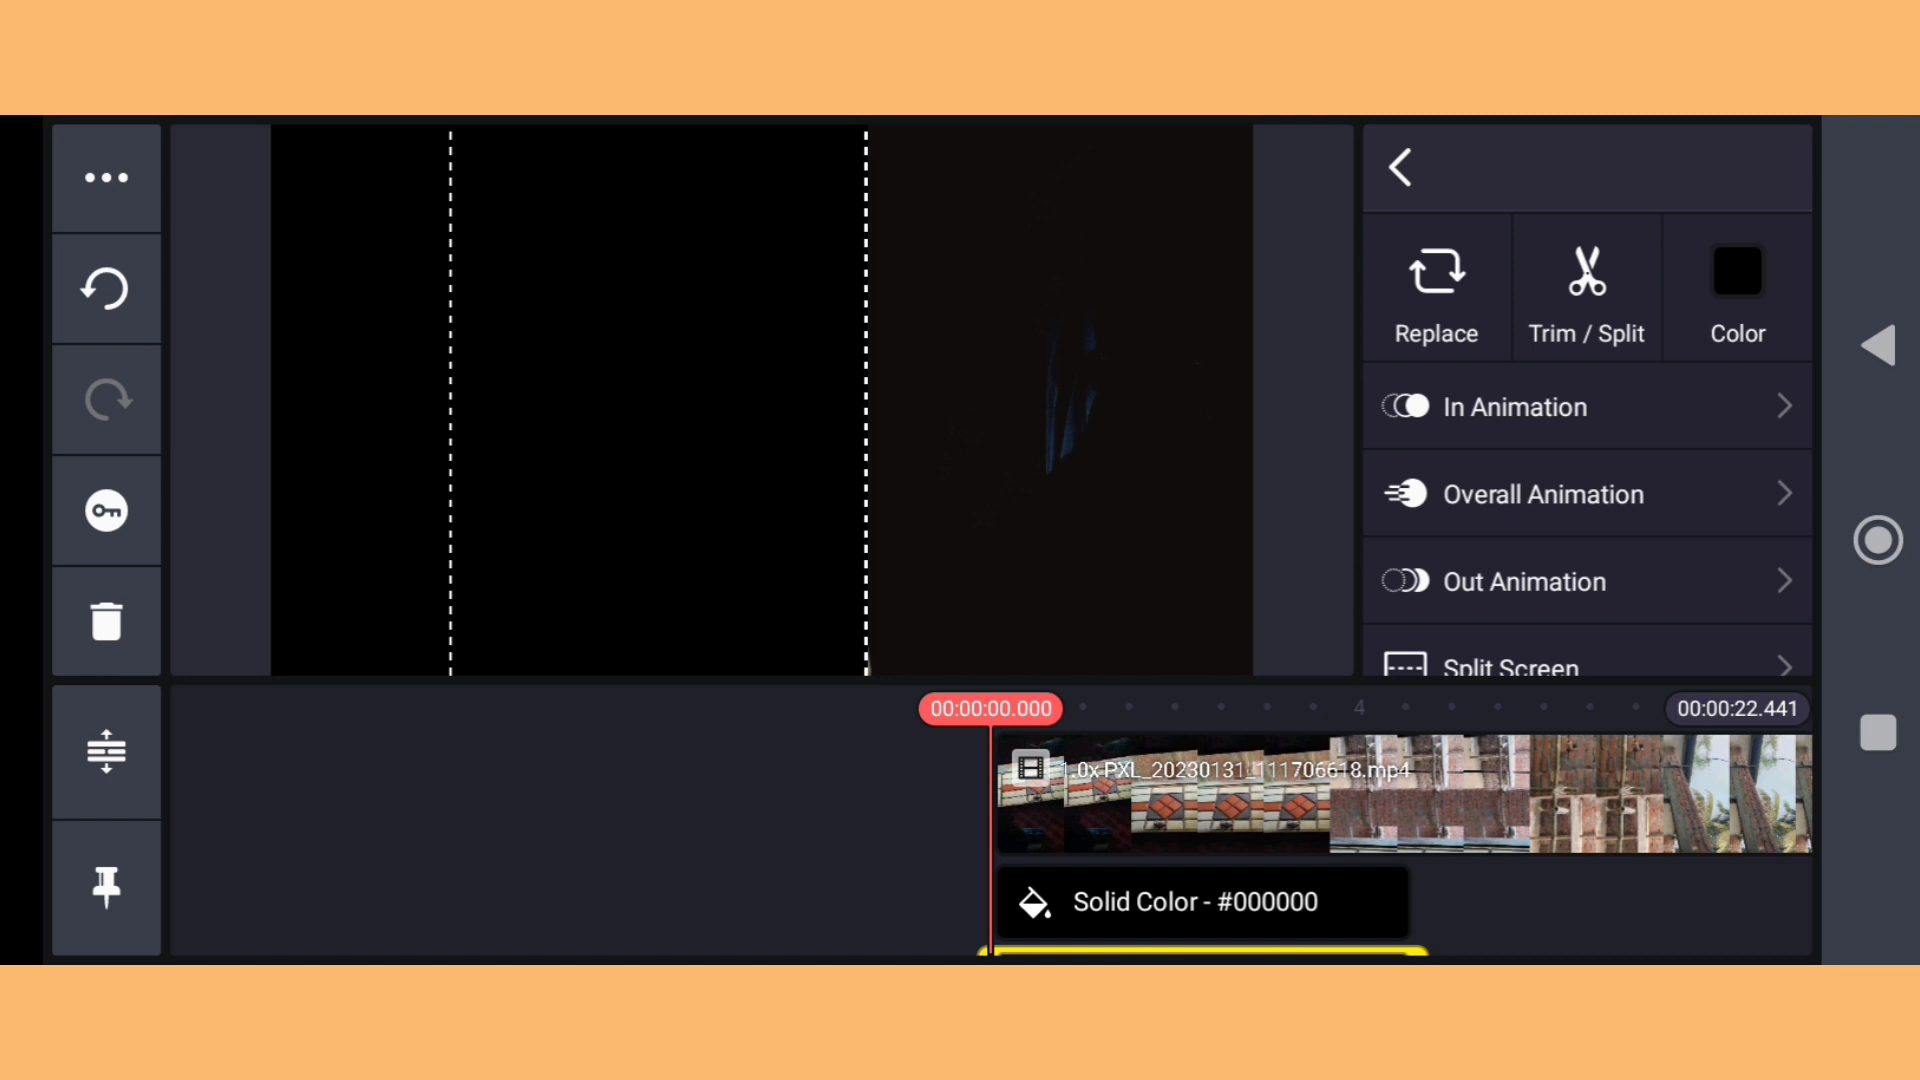 Replace
Trim / Split
Color
In Animation
Overall Animation
Out Animation
Split Screen
00:00:00.000
4
00:00:22.441
1.0x PXL_20230131_111706618.mp4
Solid Color - #000000